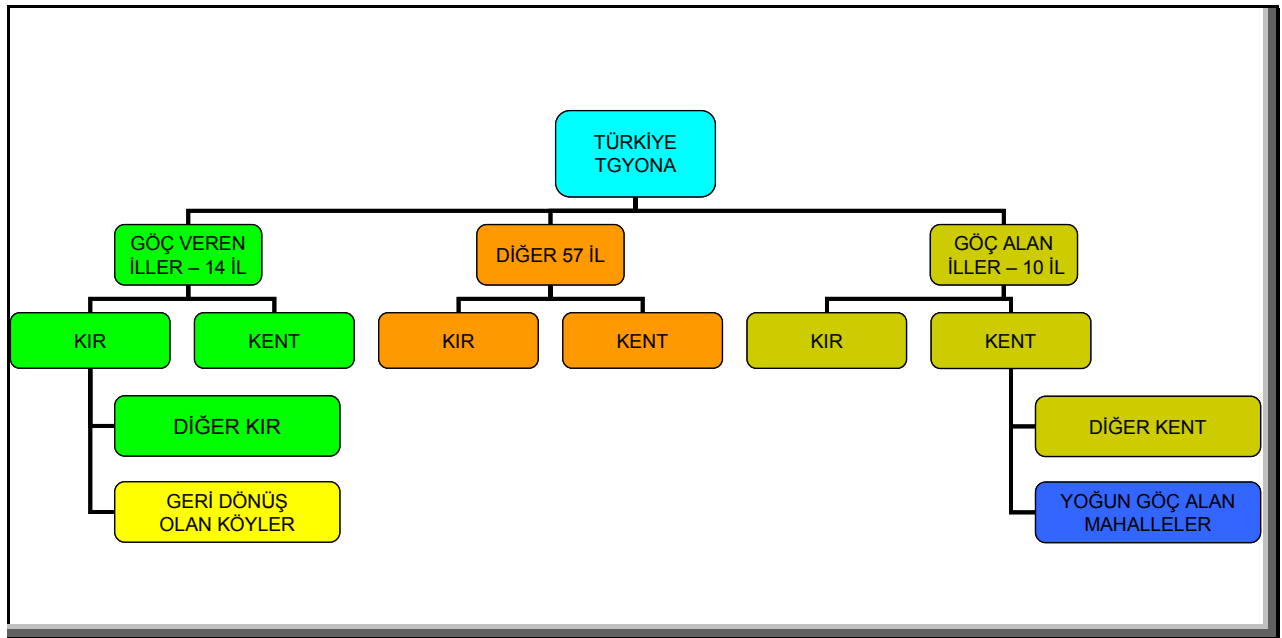 TÜRKİYE
TGYONA
GÖÇ VEREN
İLLER – 14 İL
DİĞER 57 İL
GÖÇ ALAN
İLLER – 10 İL
KIR
KENT
KIR
KENT
KIR
KENT
DİĞER KIR
DİĞER KENT
GERİ DÖNÜŞ
OLAN KÖYLER
YOĞUN GÖÇ ALAN
MAHALLELER